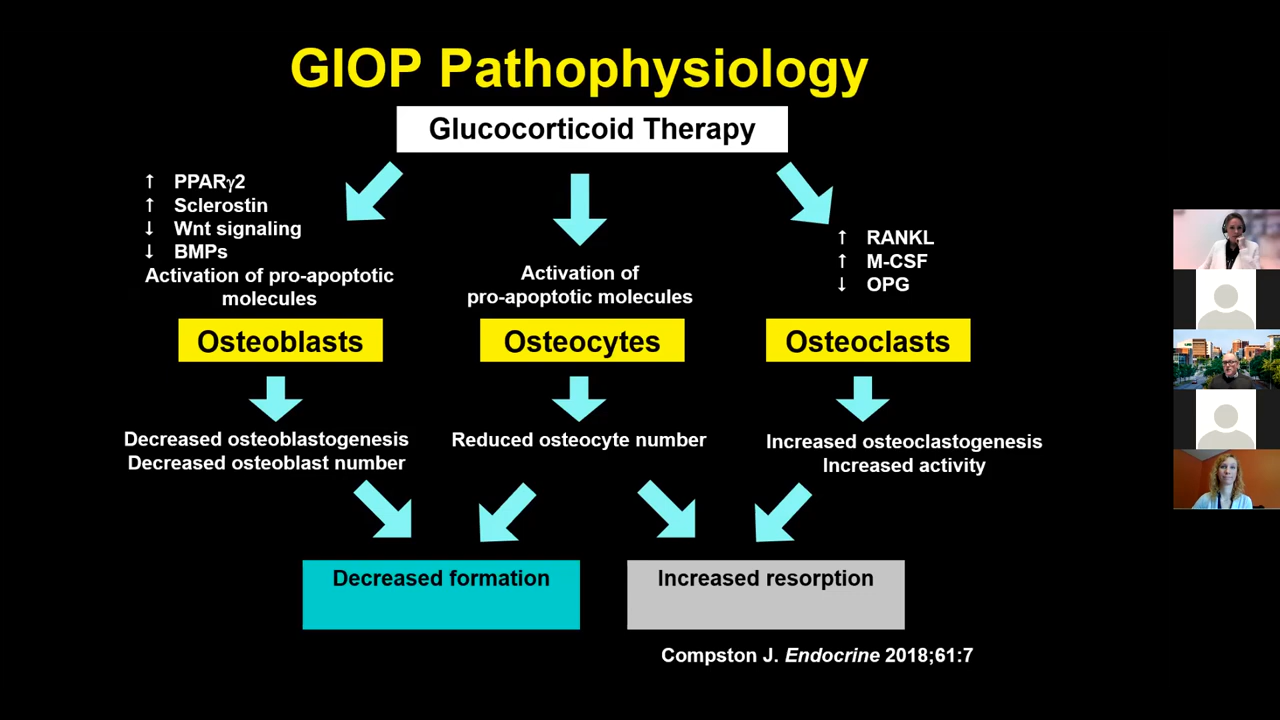 GIOP Pathophysiology
Glucocorticoid Therapy
↑ PPARγ2
↑ Sclerostin
↓ Wnt signaling
↓ BMPs
Activation of pro-apoptotic
molecules
Activation of
pro-apoptotic molecules
↑ RANKL
↑ M-CSF
↓ OPG
Osteoblasts
Osteocytes
Osteoclasts
Decreased osteoblastogenesis
Decreased osteoblast number
Reduced osteocyte number
Increased osteoclastogenesis
Increased activity
Decreased formation
Increased resorption
Compston J. Endocrine 2018;61:7